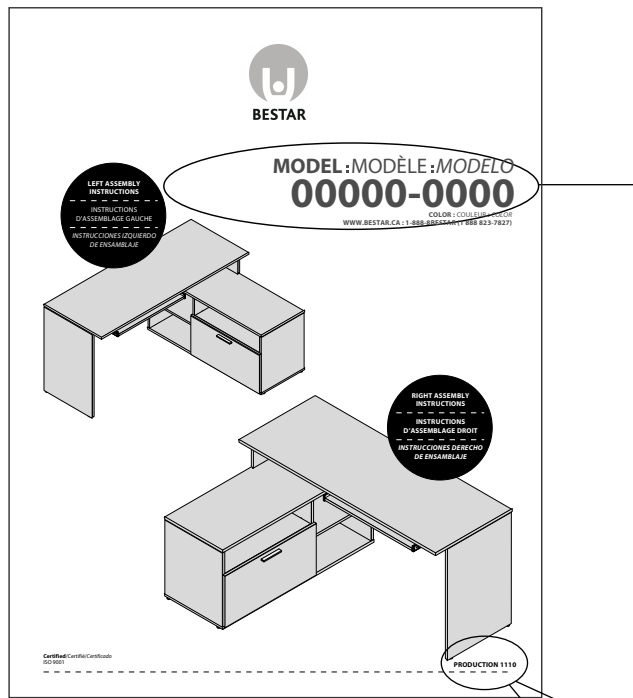 BESTAR
MODEL :MODÈLE :MODELO
00000-0000
COLOR : COULEUR : COLOR
WWW.BESTAR.CA : 1-888-8BESTAR (1 888 823-7827)
LEFT ASSEMBLY
INSTRUCTIONS
INSTRUCTIONS
D'ASSEMBLAGE GAUCHE
INSTRUCCIONES IZQUIERDO
DE ENSAMBLAJE
RIGHT ASSEMBLY
INSTRUCTIONS
INSTRUCTIONS
D'ASSEMBLAGE DROIT
INSTRUCCIONES DERECHO
DE ENSAMBLAJE
Certified/Certifié/Certificado
ISO 9001
PRODUCTION 1110